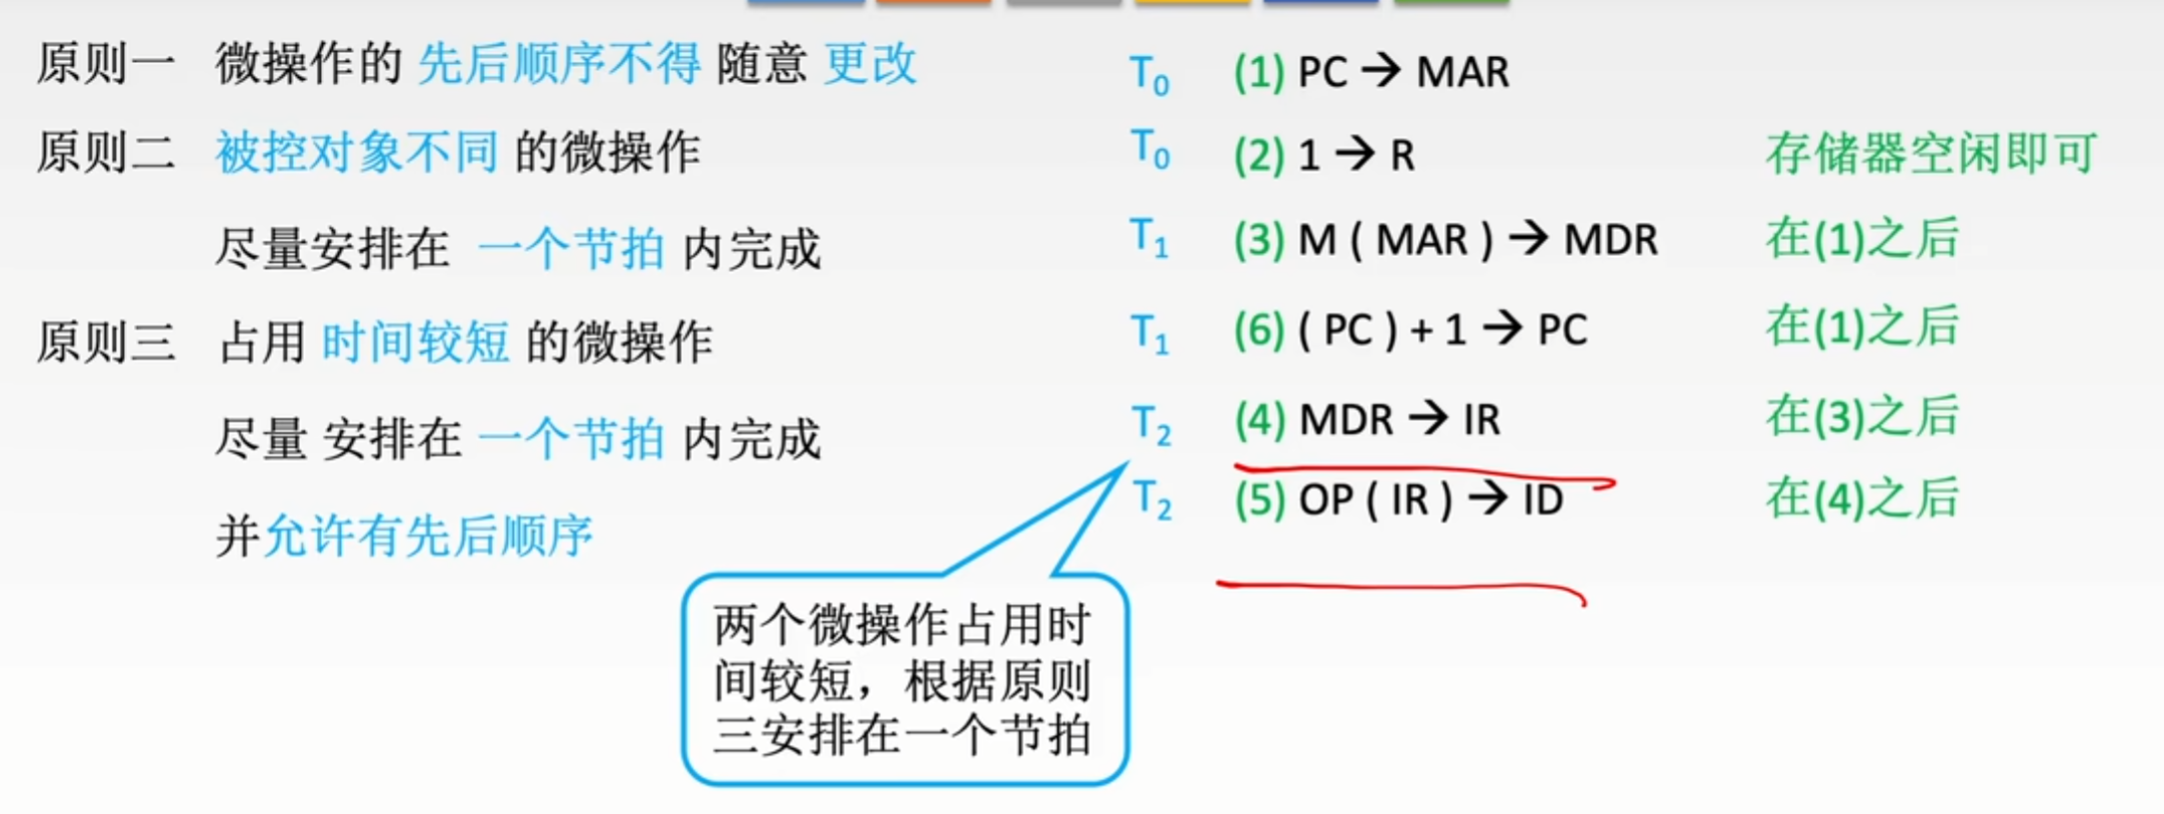 原则一 微操作的 先后顺序不得 随意 更改
原则二 被控对象不同 的微操作
尽量安排在 一个节拍 内完成
原则三 占用 时间较短 的微操作
尽量 安排在 一个节拍 内完成
并允许有先后顺序
T0 (1) PC → MAR
T0 (2) 1 → R 存储器空闲即可
T1 (3) M ( MAR ) → MDR 在(1)之后
T1 (6) ( PC ) + 1 → PC 在(1)之后
T2 (4) MDR → IR 在(3)之后
T2 (5) OP ( IR ) → ID 在(4)之后
两个微操作占用时
间较短，根据原则
三安排在一个节拍